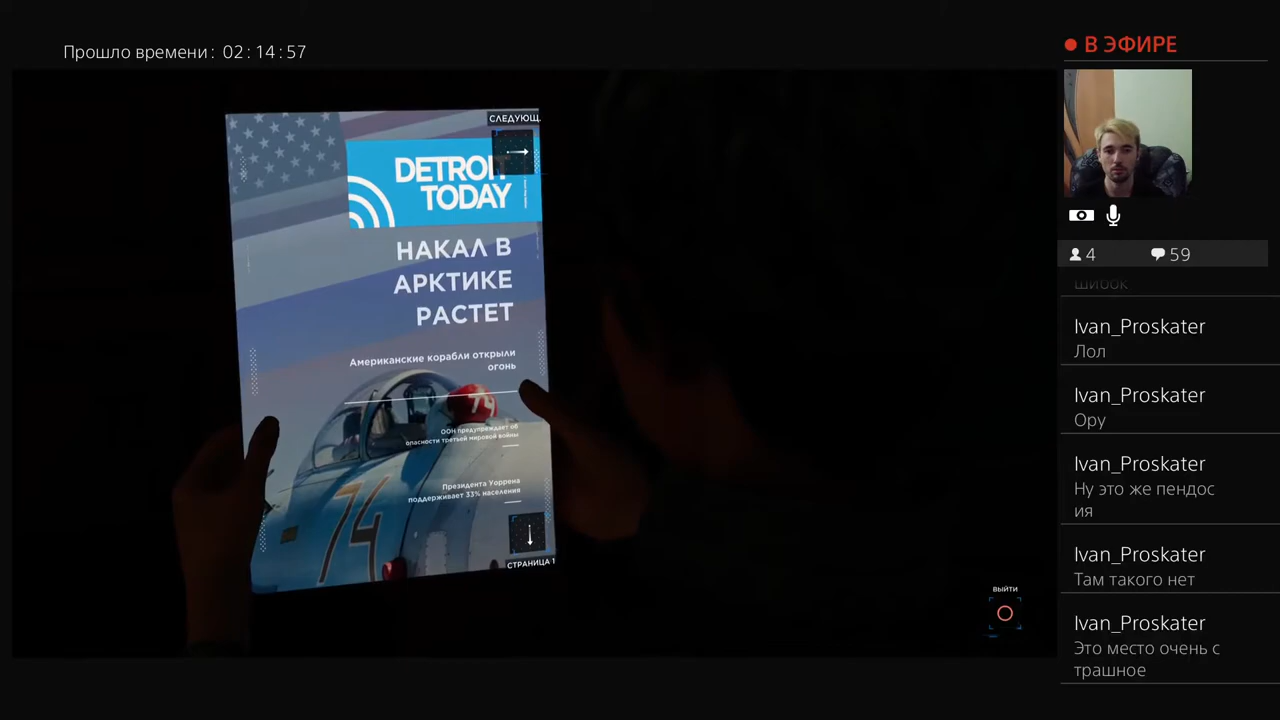 Прошло времени: 02:14:57
В ЭФИРЕ
СЛЕДУЮЩ.
DETROIT
TODAY
НАКАЛ В
АРКТИКЕ
РАСТЕТ
Американские корабли открыли
огонь
74
ООН предупреждает об
опасности третьей мировой войны
Президента Уоррена
поддерживает 33% населения
74
СТРАНИЦА 1
ВЫЙТИ
4
59
шибок
Ivan_Proskater
Лол
Ivan_Proskater
Ору
Ivan_Proskater
Ну это же пендос
ия
Ivan_Proskater
Там такого нет
Ivan_Proskater
Это место очень с
трашное